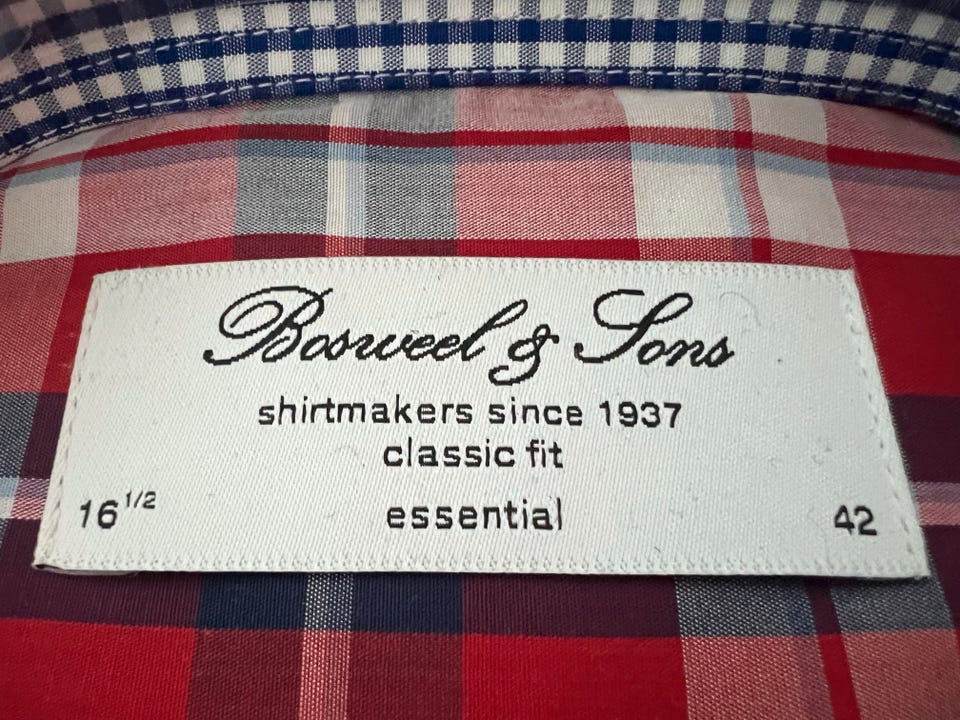 Bosweel & Sons
shirtmakers since 1937
classic fit
16 1/2 essential 42